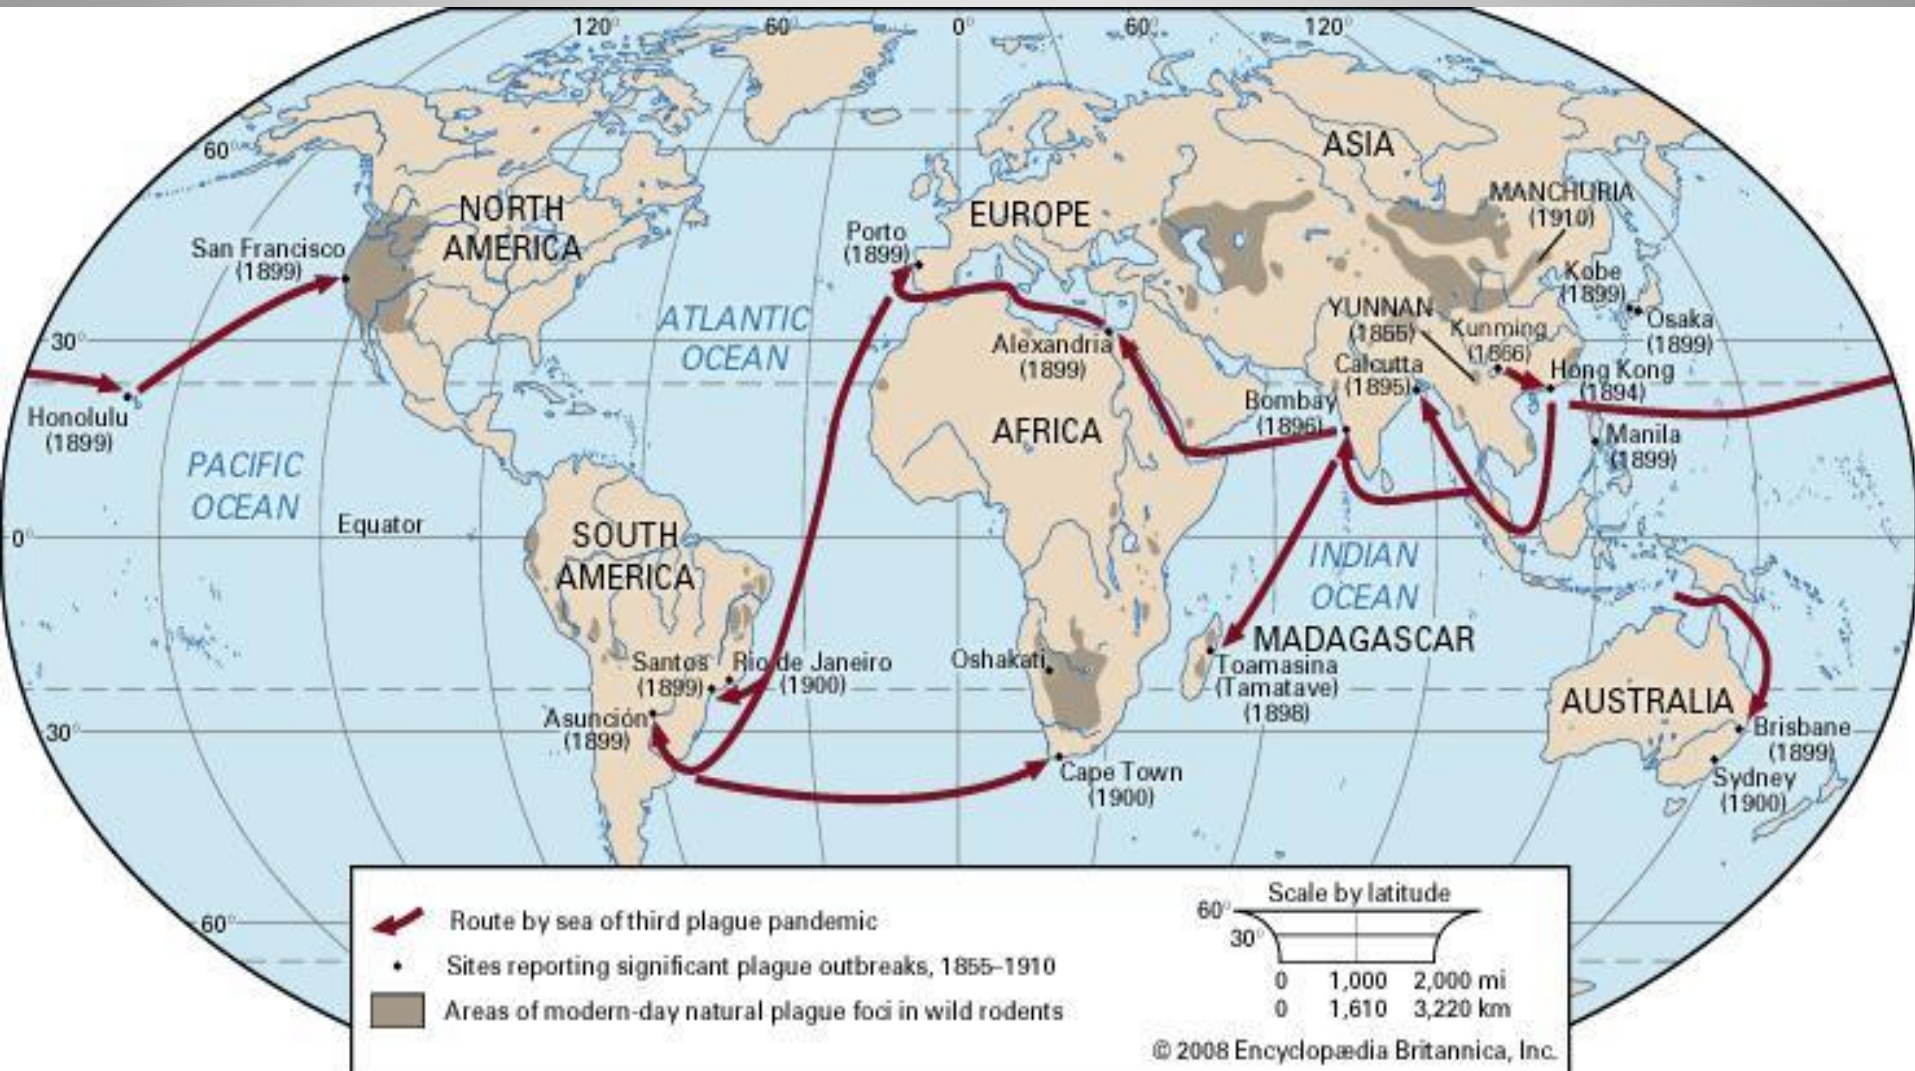 120°
60°
0°
60°
120°
60°
ASIA
NORTH
AMERICA
EUROPE
MANCHURIA
(1910)
San Francisco
(1899)
Porto
(1899)
Kobe
(1899)
YUNNAN
Kunming
Osaka
(1899)
ATLANTIC
OCEAN
30°
Alexandria
(1899)
Calcutta
(1895)
Hong Kong
(1894)
Honolulu
(1899)
Bombay
(1896)
AFRICA
Manila
(1899)
PACIFIC
OCEAN
Equator
0°
SOUTH
AMERICA
INDIAN
OCEAN
MADAGASCAR
Santos
(1899)
Rio de Janeiro
(1900)
Oshakati
Toamasina
(Tamatave)
(1898)
AUSTRALIA
Asunción
(1899)
30°
Brisbane
(1899)
Cape Town
(1900)
Sydney
(1900)
60°
Route by sea of third plague pandemic
Sites reporting significant plague outbreaks, 1855–1910
Areas of modern-day natural plague foci in wild rodents
Scale by latitude
60°
30°
0 1,000 2,000 mi
0 1,610 3,220 km
© 2008 Encyclopædia Britannica, Inc.